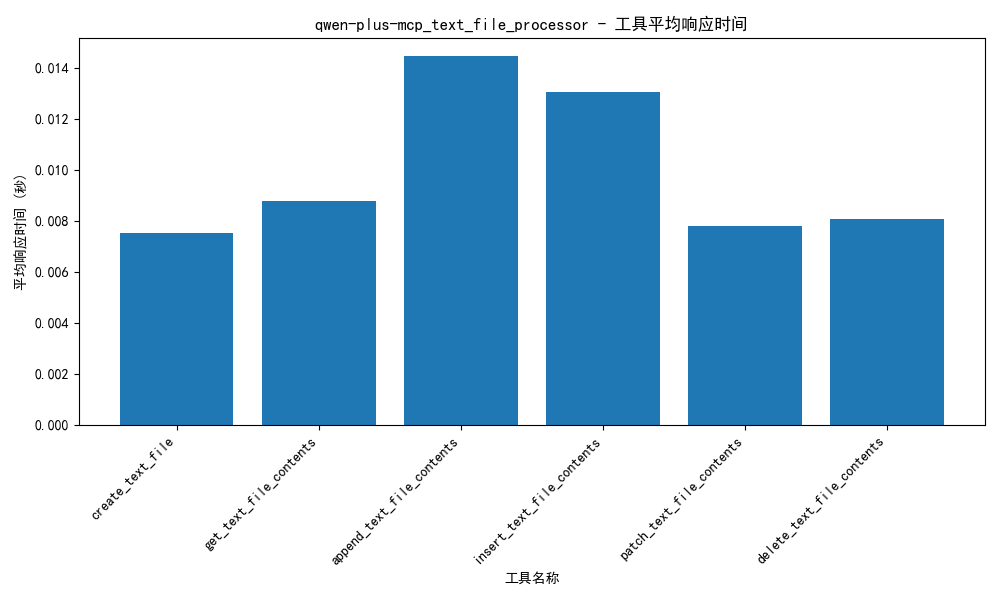 qwen-plus-mcp_text_file_processor - 工具平均响应时间
平均响应时间 (秒)
0.014
0.012
0.010
0.008
0.006
0.004
0.002
0.000
create_text_file
get_text_file_contents
append_text_file_contents
insert_text_file_contents
patch_text_file_contents
delete_text_file_contents
工具名称